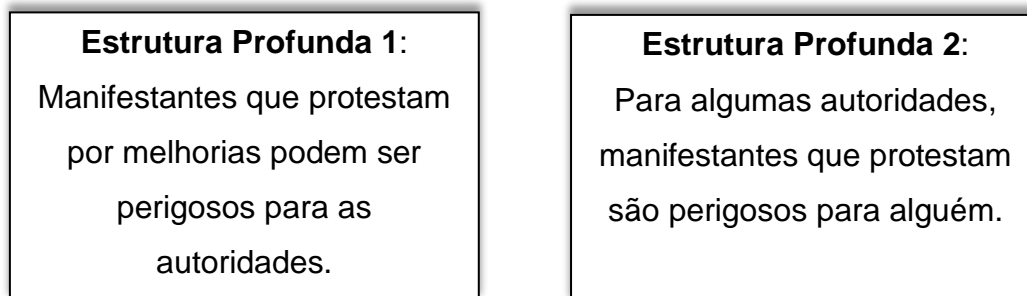 Estrutura Profunda 1:
Manifestantes que protestam
por melhorias podem ser
perigosos para as
autoridades.
Estrutura Profunda 2:
Para algumas autoridades,
manifestantes que protestam
são perigosos para alguém.